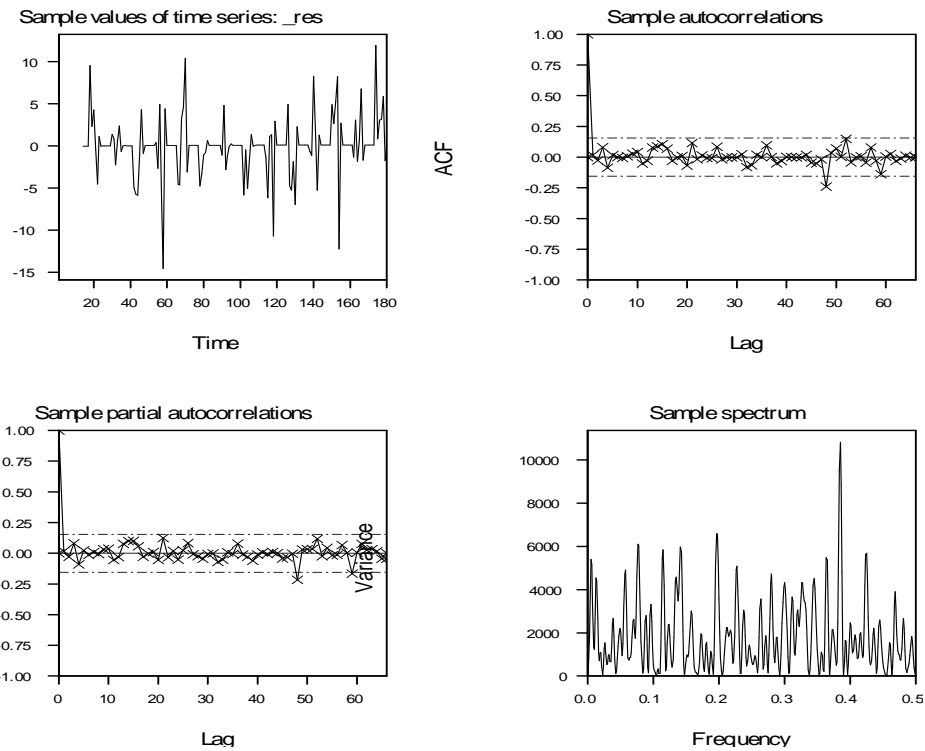 Sample values of time series: _res
10
5
0
-5
-10
-15
20 40 60 80 100 120 140 160 180
Time
Sample autocorrelations
1.00
0.75
0.50
0.25
0.00
-0.25
-0.50
-0.75
-1.00
ACF
0 10 20 30 40 50 60
Lag
Sample partial autocorrelations
1.00
0.75
0.50
0.25
0.00
-0.25
-0.50
-0.75
-1.00
0 10 20 30 40 50 60
Lag
Sample spectrum
10000
8000
6000
4000
2000
0
Variance
0.0 0.1 0.2 0.3 0.4 0.5
Frequency